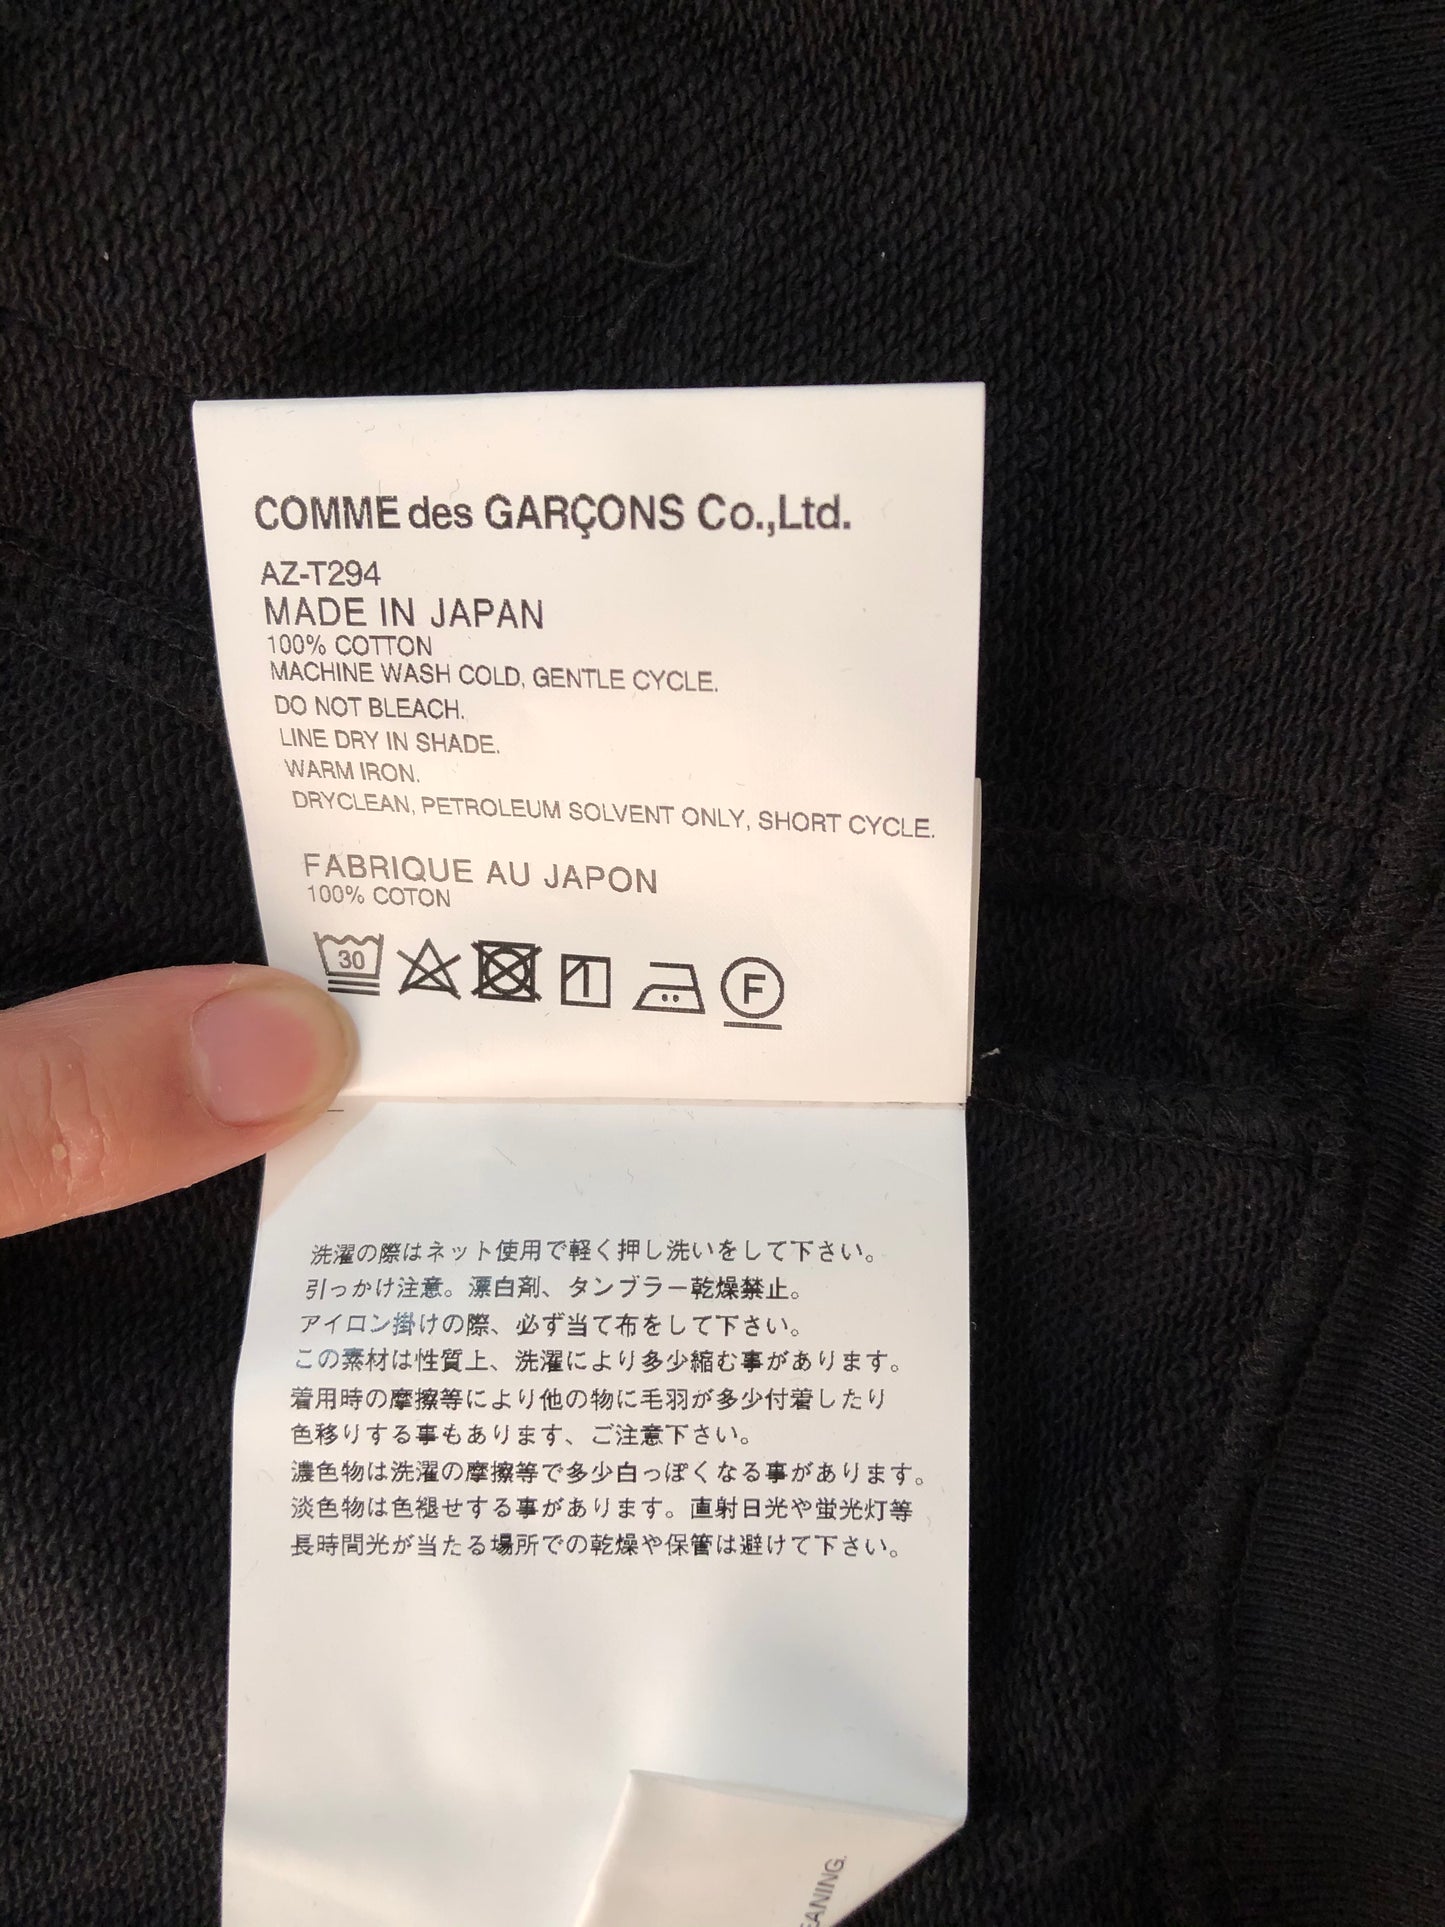 COMME des GARÇONS Co.,Ltd.
AZ-T294
MADE IN JAPAN
100% COTTON
MACHINE WASH COLD, GENTLE CYCLE.
DO NOT BLEACH.
LINE DRY IN SHADE.
WARM IRON.
DRYCLEAN, PETROLEUM SOLVENT ONLY, SHORT CYCLE.
FABRIQUE AU JAPON
100% COTON
30 F
洗濯の際はネット使用で軽く押し洗いをして下さい。
引っかけ注意。漂白剤、タンブラー乾燥禁止。
アイロン掛けの際、必ず当て布をして下さい。
この素材は性質上、洗濯により多少縮む事があります。
着用時の摩擦等により他の物に毛羽が多少付着したり
色移りする事もあります、ご注意下さい。
濃色物は洗濯の摩擦等で多少白っぽくなる事があります。
淡色物は色褪せする事があります。直射日光や蛍光灯等
長時間光が当たる場所での乾燥や保管は避けて下さい。